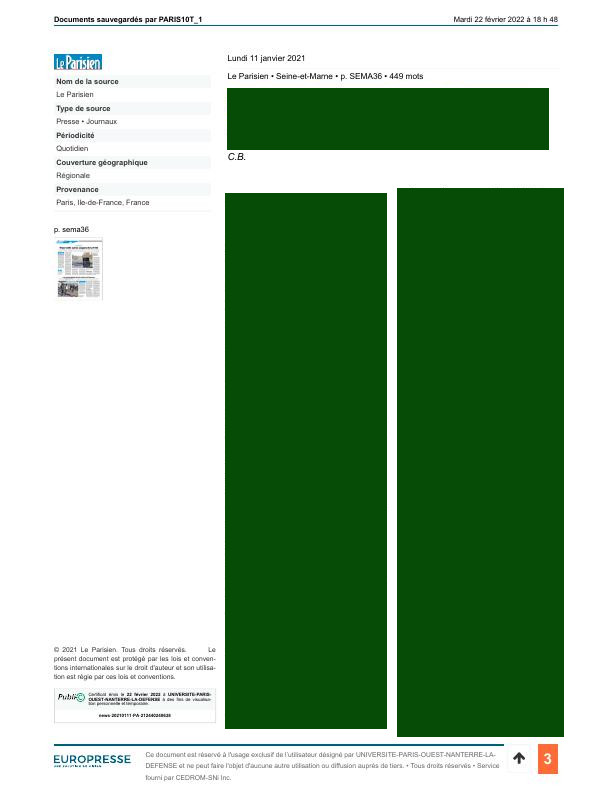 Documents sauvegardés par PARIS10T_1
Mardi 22 février 2022 à 18 h 48
Le Parisien
Nom de la source
Le Parisien
Type de source
Presse • Journaux
Périodicité
Quotidien
Couverture géographique
Régionale
Provenance
Paris, Ile-de-France, France
p. sema36
Lundi 11 janvier 2021
Le Parisien • Seine-et-Marne • p. SEMA36 • 449 mots
C.B.
© 2021 Le Parisien. Tous droits réservés. Le
présent document est protégé par les lois et conven-
tions internationales sur le droit d'auteur et son utilisa-
tion est régie par ces lois et conventions.
Public ©
Certificat émis le 22 février 2022 à UNIVERSITE-PARIS-
OUEST-NANTERRE-LA-DEFENSE à des fins de visualisa-
tion personnelle et temporaire.
EUROPRESSE
Ce document est réservé à l'usage exclusif de l'utilisateur désigné par UNIVERSITE-PARIS-OUEST-NANTERRE-LA-
DEFENSE et ne peut faire l'objet d'aucune autre utilisation ou diffusion auprès de tiers. • Tous droits réservés • Service
fourni par CEDROM-SNi Inc.
3